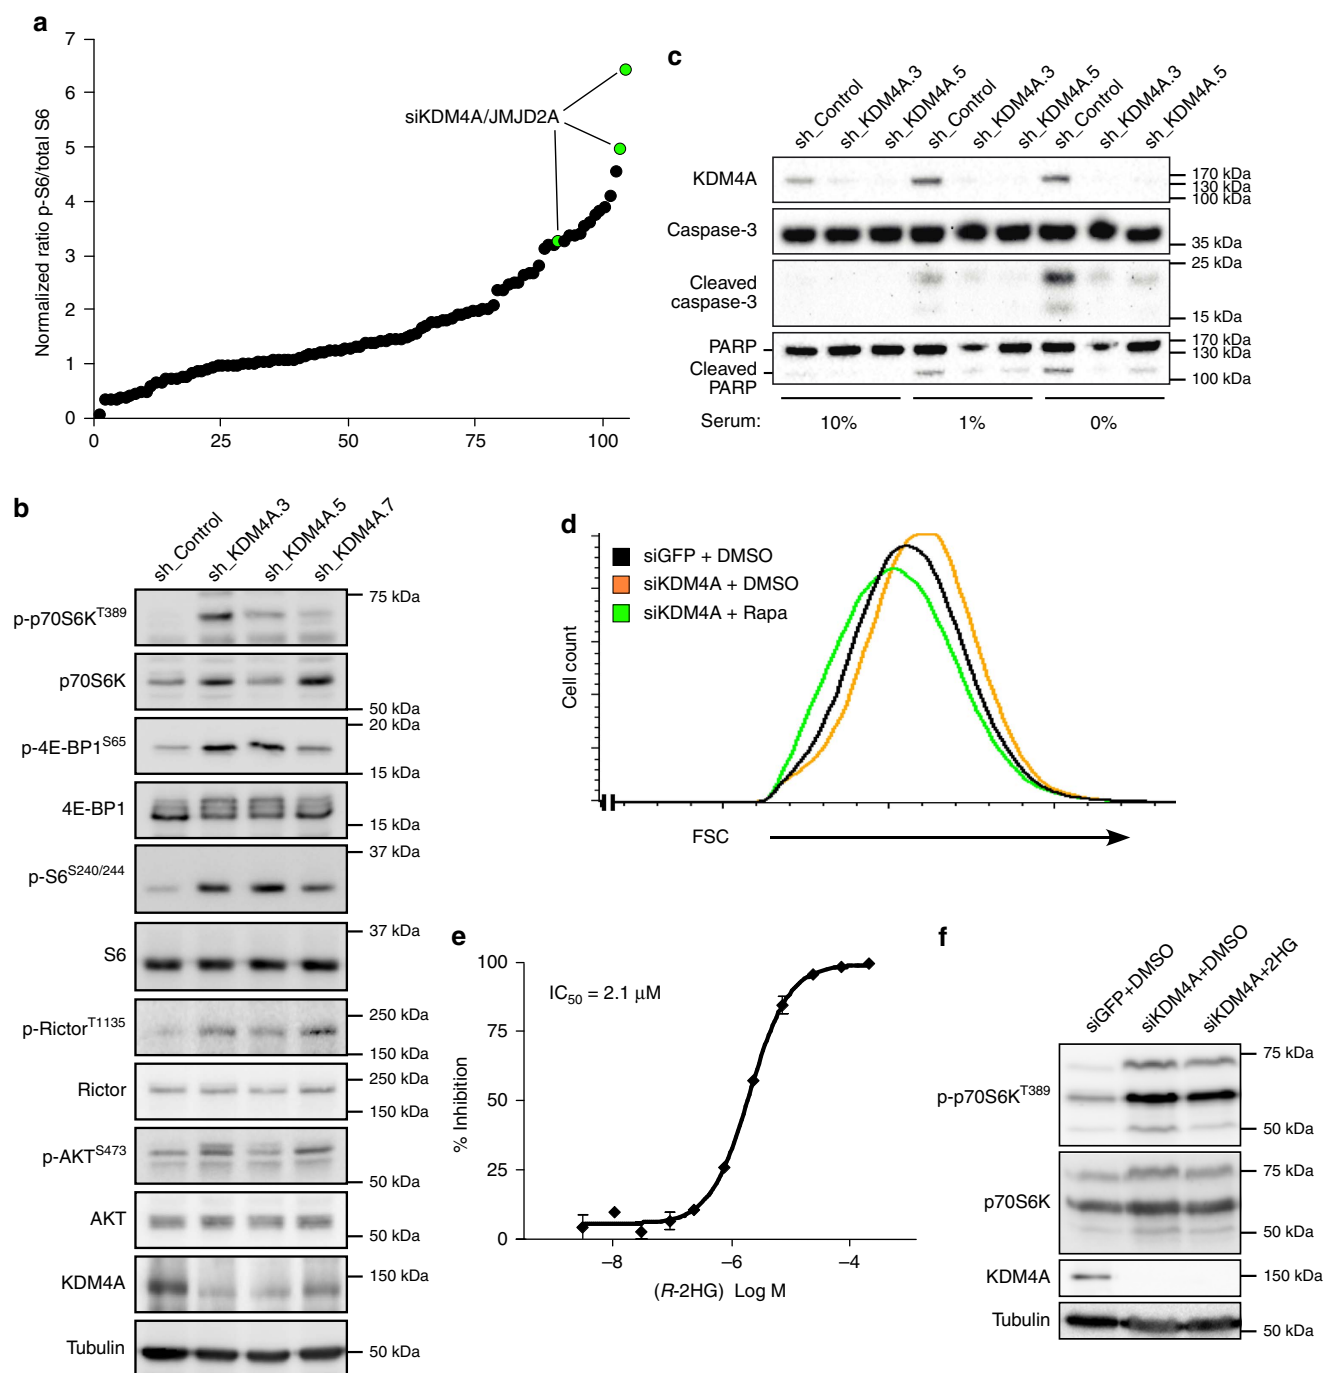 a
Normalized ratio p-S6/total S6
7
6
5
4
3
2
1
0
0 25 50 75 100
siKDM4A/JMJD2A
b
sh_Control
sh_KDM4A.3
sh_KDM4A.5
sh_KDM4A.7
p-p70S6K^T389
75 kDa
p70S6K
50 kDa
20 kDa
p-4E-BP1^S65
15 kDa
4E-BP1
15 kDa
37 kDa
p-S6^S240/244
37 kDa
S6
p-Rictor^T1135
250 kDa
150 kDa
Rictor
250 kDa
150 kDa
p-AKT^S473
50 kDa
AKT
50 kDa
KDM4A
150 kDa
Tubulin
50 kDa
c
sh_Control
sh_KDM4A.3
sh_KDM4A.5
sh_Control
sh_KDM4A.3
sh_KDM4A.5
sh_Control
sh_KDM4A.3
sh_KDM4A.5
KDM4A
170 kDa
130 kDa
100 kDa
Caspase-3
35 kDa
25 kDa
Cleaved
caspase-3
15 kDa
PARP
170 kDa
130 kDa
Cleaved
PARP
100 kDa
Serum: 10% 1% 0%
d
siGFP + DMSO
siKDM4A + DMSO
siKDM4A + Rapa
Cell count
FSC
e
% Inhibition
100
75
50
25
0
IC₅₀ = 2.1 μM
−8 −6 −4
(R-2HG) Log M
f
siGFP+DMSO
siKDM4A+DMSO
siKDM4A+2HG
p-p70S6K^T389
75 kDa
50 kDa
p70S6K
75 kDa
50 kDa
KDM4A
150 kDa
Tubulin
50 kDa